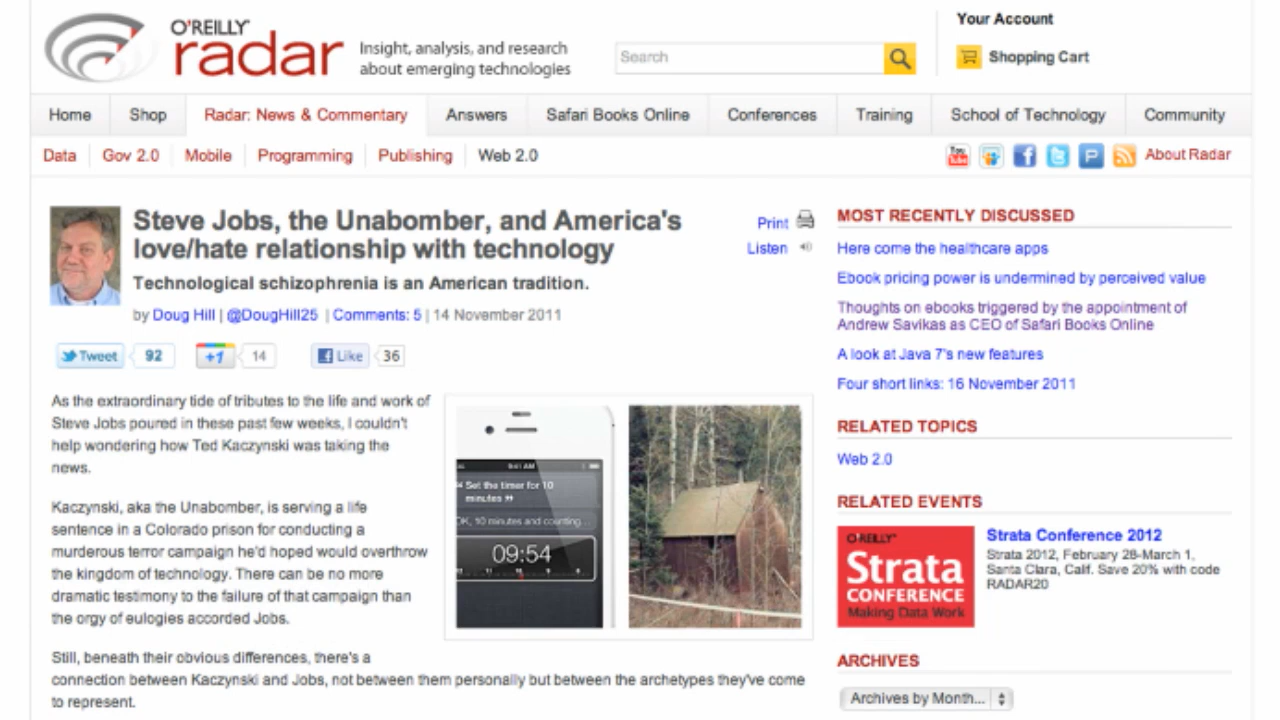 O'REILLY
radar
Insight, analysis, and research
about emerging technologies
Search
Your Account
Shopping Cart
Home Shop Radar: News & Commentary Answers Safari Books Online Conferences Training School of Technology Community
Data Gov 2.0 Mobile Programming Publishing Web 2.0
You Tube
About Radar
Steve Jobs, the Unabomber, and America's
love/hate relationship with technology
Technological schizophrenia is an American tradition.
by Doug Hill | @DougHill25 | Comments: 5 | 14 November 2011
Print
Listen
Tweet 92 +1 14 Like 36
As the extraordinary tide of tributes to the life and work of
Steve Jobs poured in these past few weeks, I couldn't
help wondering how Ted Kaczynski was taking the
news.
Kaczynski, aka the Unabomber, is serving a life
sentence in a Colorado prison for conducting a
murderous terror campaign he'd hoped would overthrow
the kingdom of technology. There can be no more
dramatic testimony to the failure of that campaign than
the orgy of eulogies accorded Jobs.
9:41 AM
“ Set the timer for 10
minutes ”
OK, 10 minutes and counting...
09:54
Still, beneath their obvious differences, there's a
connection between Kaczynski and Jobs, not between them personally but between the archetypes they've come
to represent.
MOST RECENTLY DISCUSSED
Here come the healthcare apps
Ebook pricing power is undermined by perceived value
Thoughts on ebooks triggered by the appointment of
Andrew Savikas as CEO of Safari Books Online
A look at Java 7's new features
Four short links: 16 November 2011
RELATED TOPICS
Web 2.0
RELATED EVENTS
O'REILLY
Strata
CONFERENCE
Making Data Work
Strata Conference 2012
Strata 2012, February 28-March 1,
Santa Clara, Calif. Save 20% with code
RADAR20
ARCHIVES
Archives by Month...